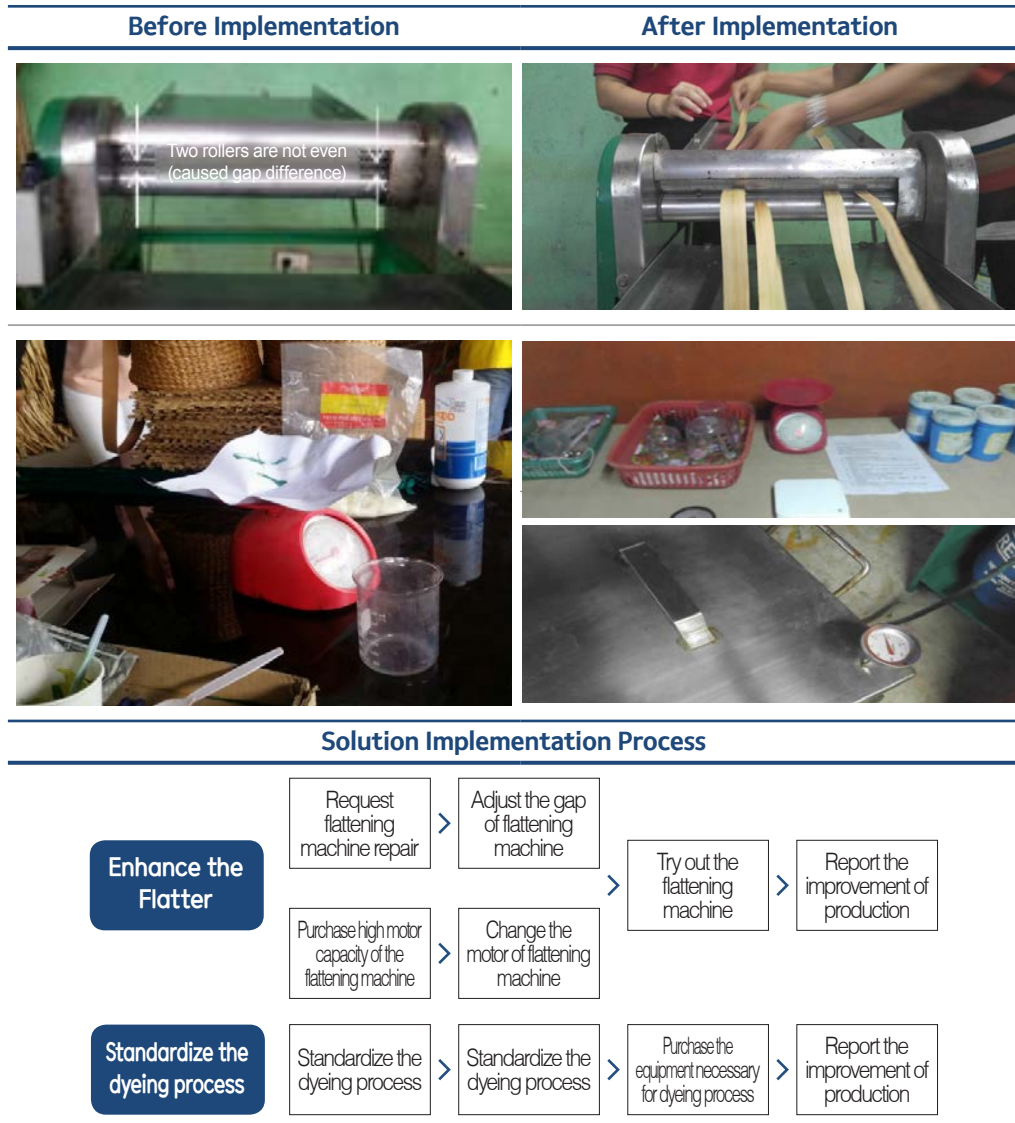 Before Implementation
After Implementation
Two rollers are not even
(caused gap difference)
Solution Implementation Process
Enhance the
Flatter
Request
flattening
machine repair
Adjust the gap
of flattening
machine
Purchase high motor
capacity of the
flattening machine
Change the
motor of flattening
machine
Try out the
flattening
machine
Report the
improvement of
production
Standardize the
dyeing process
Standardize the
dyeing process
Standardize the
dyeing process
Purchase the
equipment necessary
for dyeing process
Report the
improvement of
production